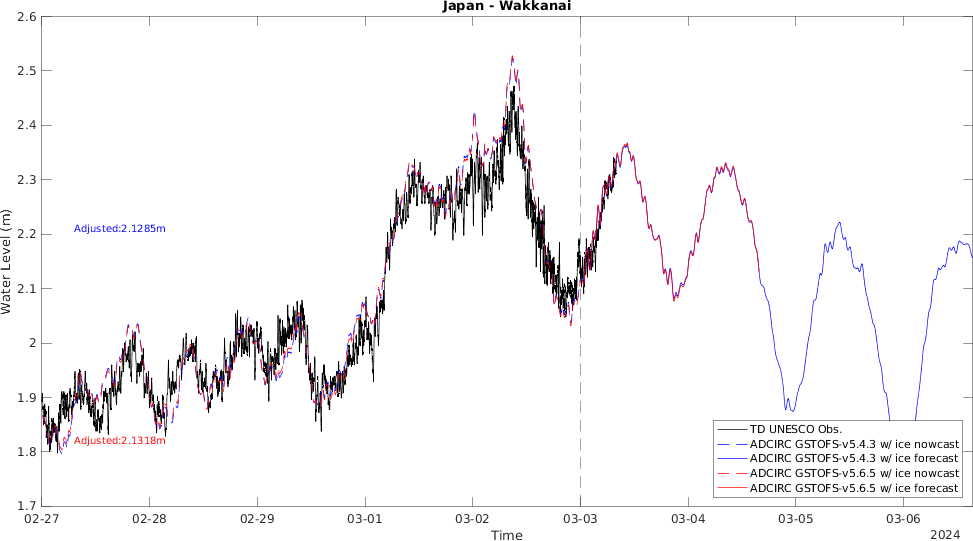 Japan - Wakkanai
2.6
2.5
2.4
2.3
2.2
2.1
2
1.9
1.8
1.7
Water Level (m)
Adjusted:2.1285m
Adjusted:2.1318m
TD UNESCO Obs.
ADCIRC GSTOFS-v5.4.3 w/ ice nowcast
ADCIRC GSTOFS-v5.4.3 w/ ice forecast
ADCIRC GSTOFS-v5.6.5 w/ ice nowcast
ADCIRC GSTOFS-v5.6.5 w/ ice forecast
02-27 02-28 02-29 03-01 03-02 03-03 03-04 03-05 03-06
Time
2024